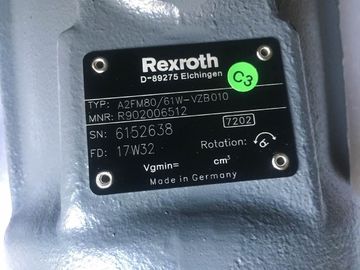 Rexroth
D-89275 Elchingen
C3
TYP: A2FM80/61W-VZB010
MNR: R902006512
SN: 6152638
7202
FD: 17W32
Rotation:
Vgmin= cm³
Made in Germany